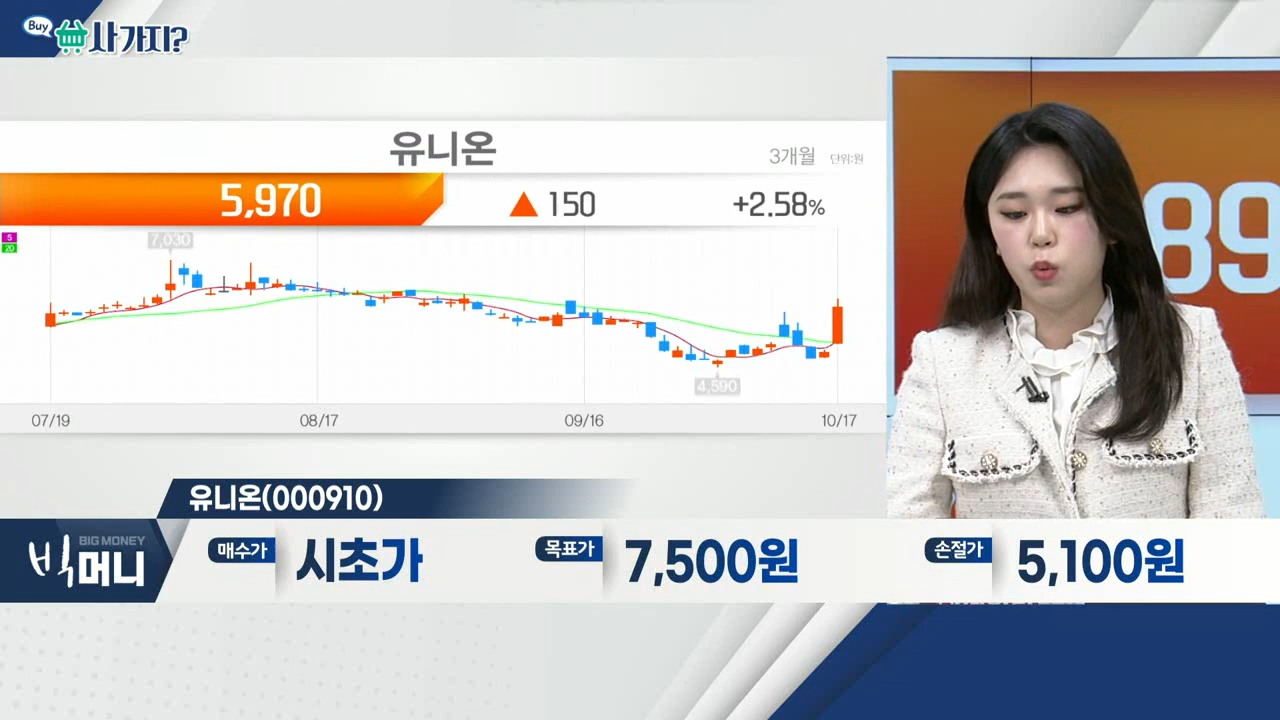 Buy
사가지?
89
유니온
3개월 단위:원
5,970 ▲ 150 +2.58%
5
20
7,030
4,590
07/19 08/17 09/16 10/17
유니온(000910)
BIG MONEY
빅머니
매수가 시초가 목표가 7,500원 손절가 5,100원